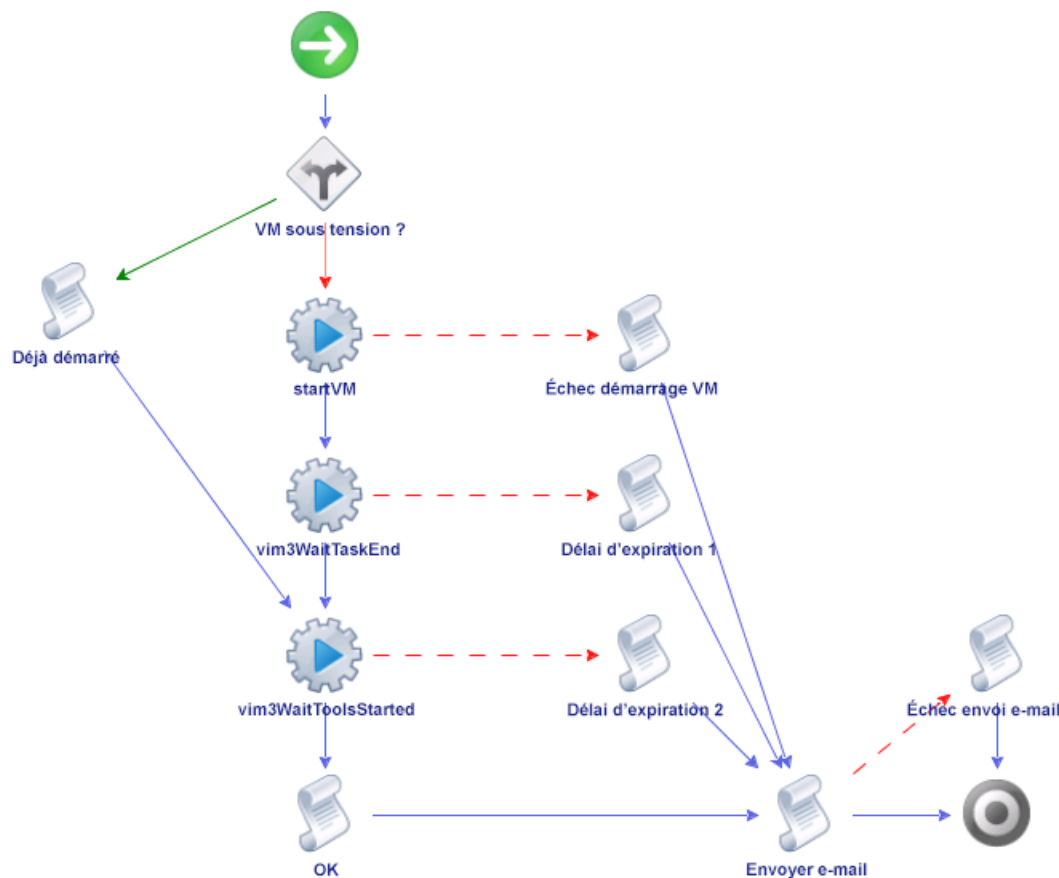 VM sous tension ?
Déjà démarré
startVM
Échec démarrage VM
vim3WaitTaskEnd
Délai d'expiration 1
vim3WaitToolsStarted
Délai d'expiration 2
Échec envoi e-mail
OK
Envoyer e-mail